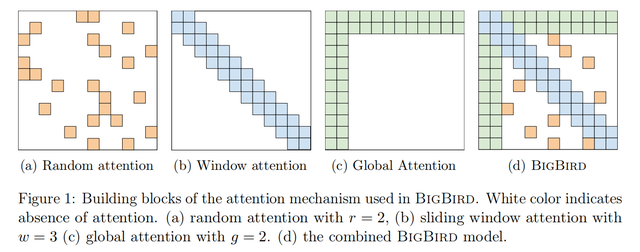 (a) Random attention (b) Window attention (c) Global Attention (d) BIGBIRD
Figure 1: Building blocks of the attention mechanism used in BIGBIRD. White color indicates
absence of attention. (a) random attention with r = 2, (b) sliding window attention with
w = 3 (c) global attention with g = 2. (d) the combined BIGBIRD model.